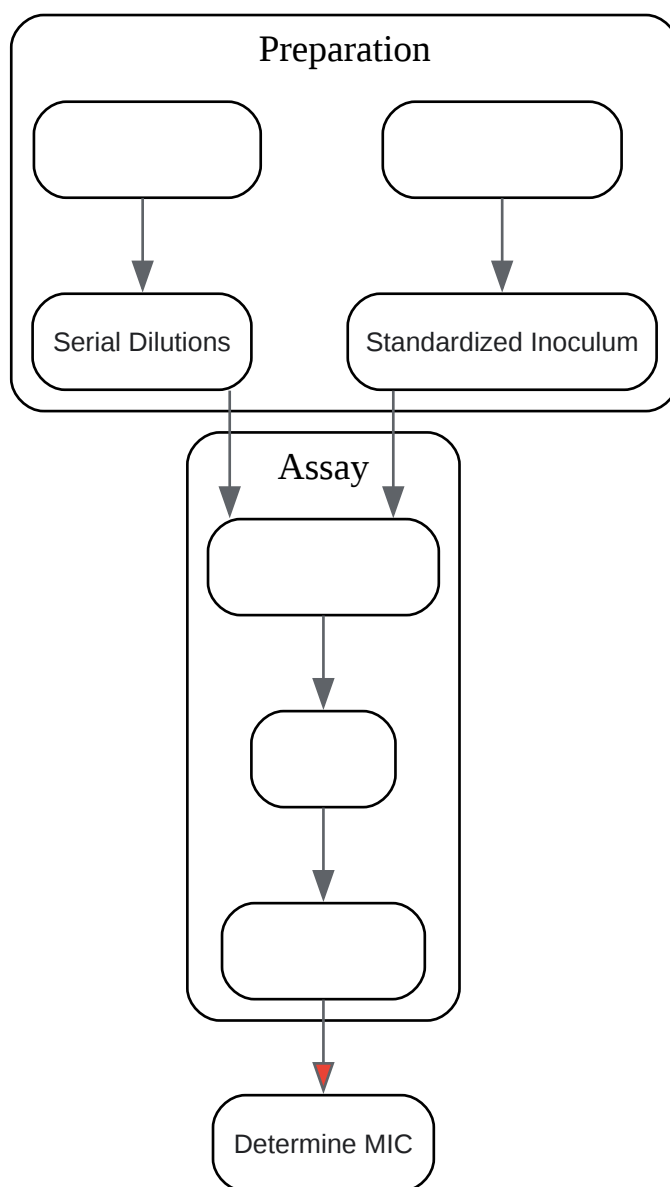 Preparation
Serial Dilutions
Standardized Inoculum
Assay
Determine MIC